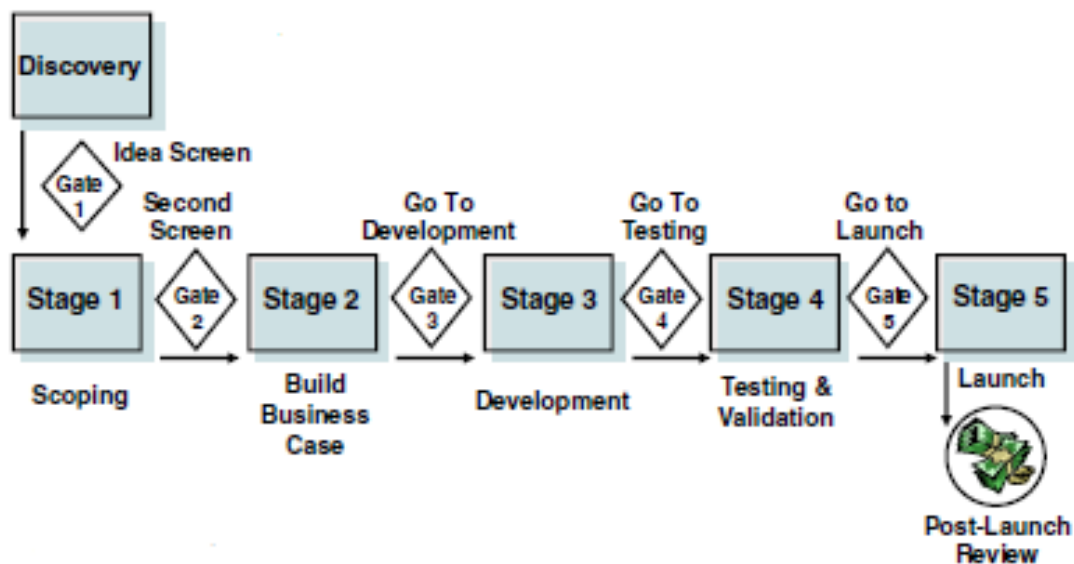 Discovery
Idea Screen
Gate
1
Second
Screen
Go To
Development
Go To
Testing
Go to
Launch
Stage 1
Gate
2
Stage 2
Gate
3
Stage 3
Gate
4
Stage 4
Gate
5
Stage 5
Scoping
Build
Business
Case
Development
Testing &
Validation
Launch
Post-Launch
Review